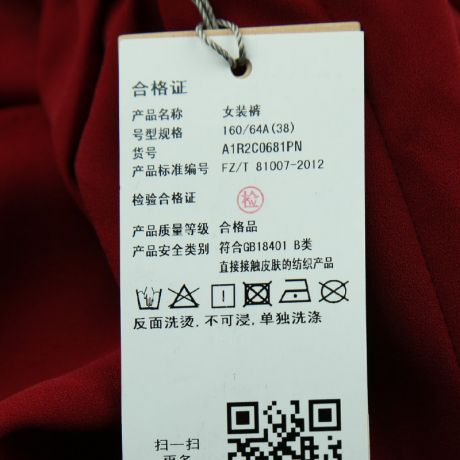 合格证
产品名称 女装裤
号型规格 160/64A(38)
货号 A1R2C0681PN
产品标准编号 FZ/T 81007-2012
检验合格证 检
产品质量等级 合格品
产品安全类别 符合GB18401 B类
直接接触皮肤的纺织产品
反面洗烫,不可浸,单独洗涤
扫一扫
更多